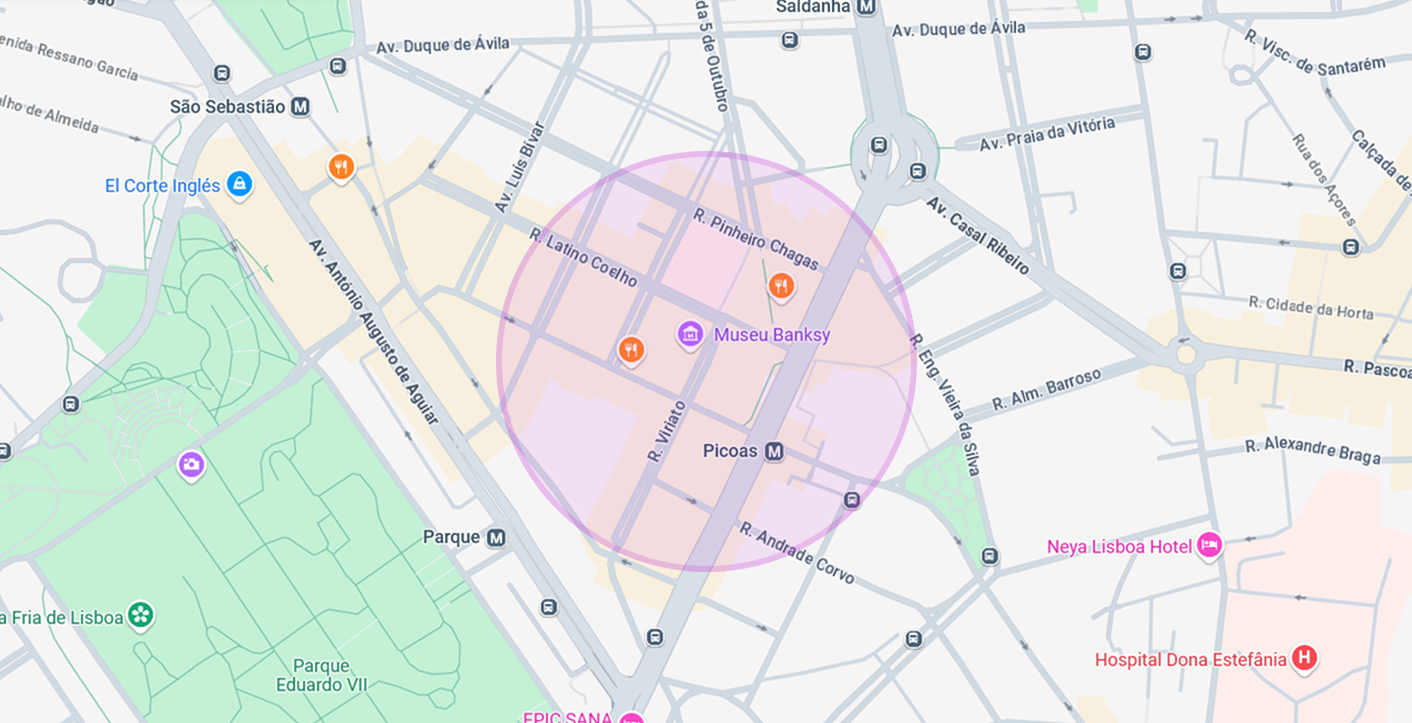 Saldanha M
Av. Duque de Ávila
Av. Duque de Ávila
da 5 de Outubro
R. Visc. de Santarém
enida Ressano Garcia
São Sebastião M
lho de Almeida
Av. Luís Bívar
Av. Praia da Vitória
Calçada de
Rua dos Açores
El Corte Inglés
R. Pinheiro Chagas
Av. Casal Ribeiro
R. Latino Coelho
Av. António Augusto de Aguiar
R. Cidade da Horta
Museu Banksy
R. Eng. Vieira da Silva
R. Pascoa
R. Alm. Barroso
R. Viriato
Picoas M
R. Alexandre Braga
Parque M
R. Andrade Corvo
Neya Lisboa Hotel
a Fria de Lisboa
Hospital Dona Estefânia H
Parque
Eduardo VII
EPIC SANA